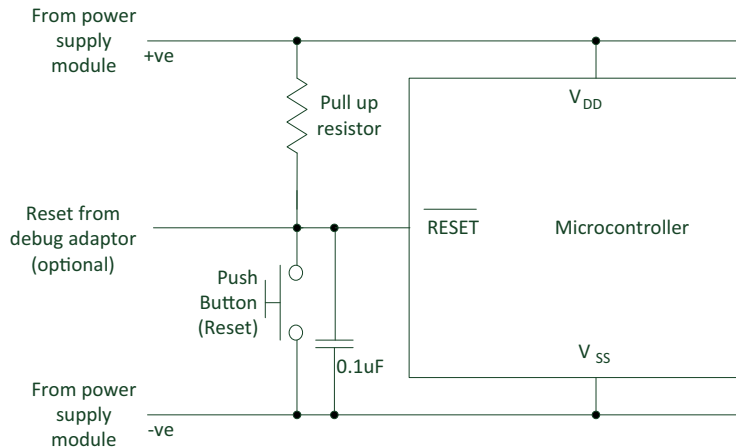 From power
supply
module
+ve
V DD
Pull up
resistor
Reset from
debug adaptor
(optional)
RESET
Microcontroller
Push
Button
(Reset)
0.1uF
V SS
From power
supply
module
-ve